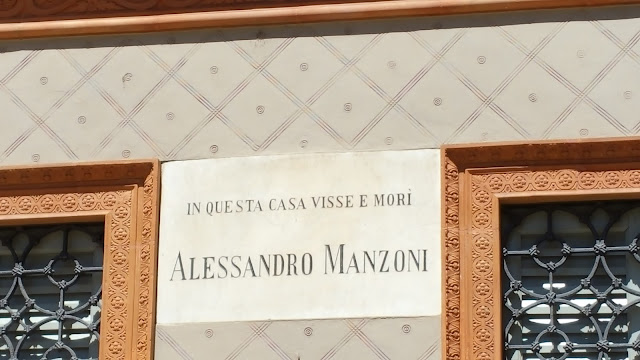 IN QUESTA CASA VISSE E MORÌ
ALESSANDRO MANZONI